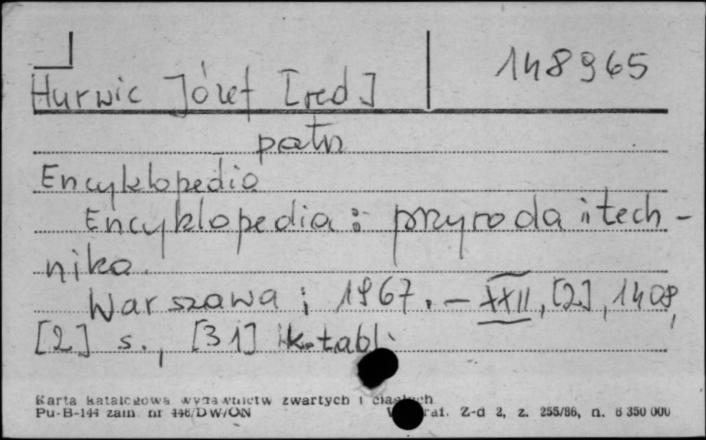 Hurwic Józef [red] 148965
patrz
Encyklopedia
Encyklopedia : przyroda i tech-
nika.
Warszawa ; 1967. - XXII, [2], 1408,
[2] s., [31] k. tabl.
Karta katalogowa wydawnictw zwartych i ciągłych
Pu-B-144 zam. nr 446/DW/ON graf. Z-d 2, z. 255/86, n. 6 350 000